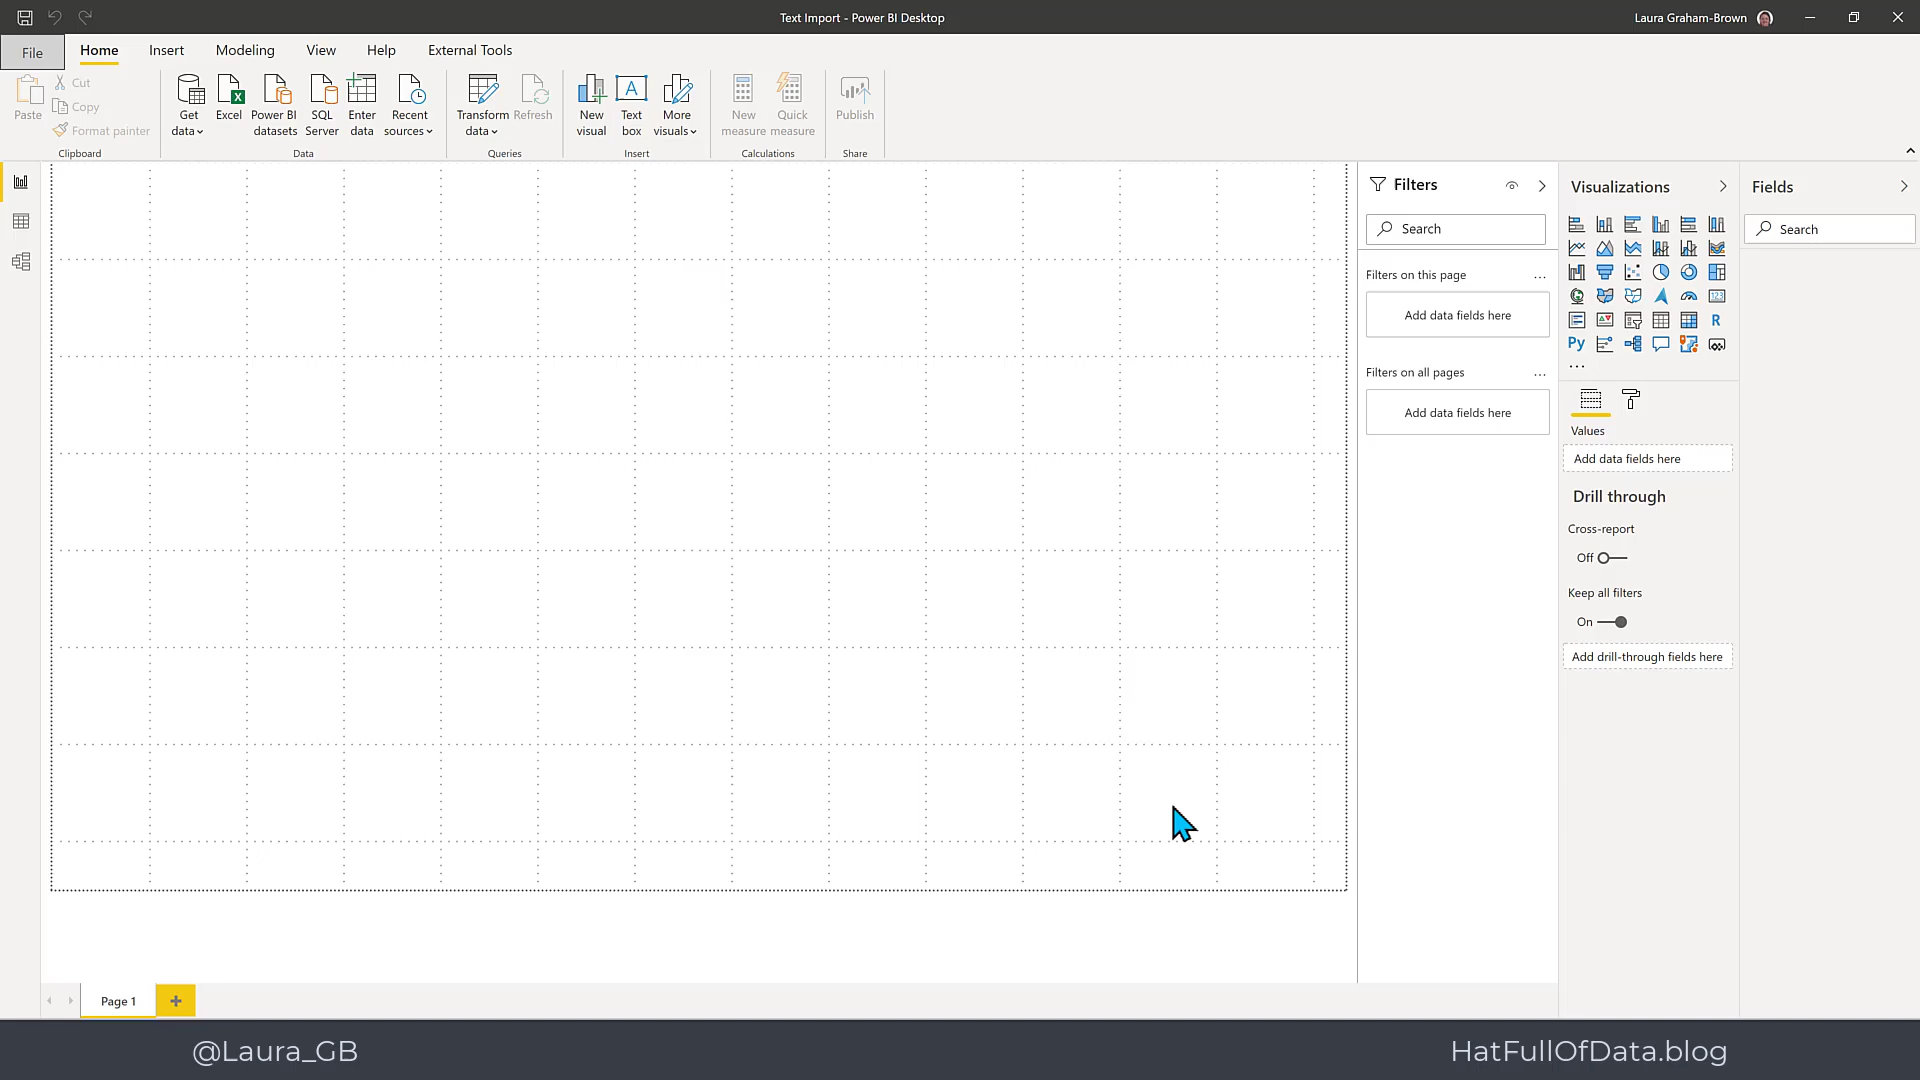 Text Import - Power BI Desktop
Laura Graham-Brown
File
Home
Insert
Modeling
View
Help
External Tools
Paste
Cut
Copy
Format painter
Clipboard
Get
data
Excel
Power BI
datasets
SQL
Server
Enter
data
Recent
sources
Data
Transform
data
Refresh
Queries
New
visual
A
Text
box
More
visuals
Insert
New
measure
Quick
measure
Calculations
Publish
Share
Filters
Search
Filters on this page
...
Add data fields here
Filters on all pages
...
Add data fields here
Visualizations
123
R
Py
...
Values
Add data fields here
Drill through
Cross-report
Off
Keep all filters
On
Add drill-through fields here
Fields
Search
Page 1
+
@Laura_GB
HatFullOfData.blog